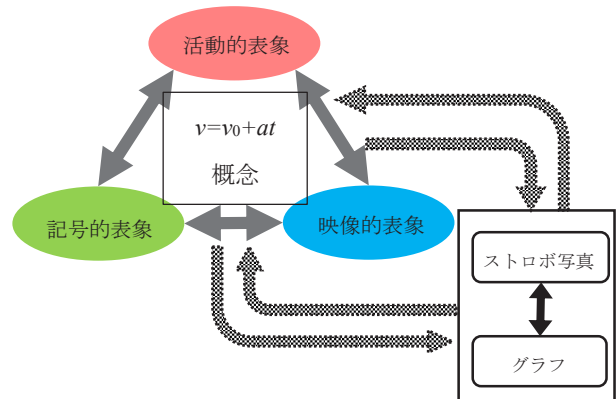 活動的表象
v=v₀+at
概念
記号的表象
映像的表象
ストロボ写真
グラフ